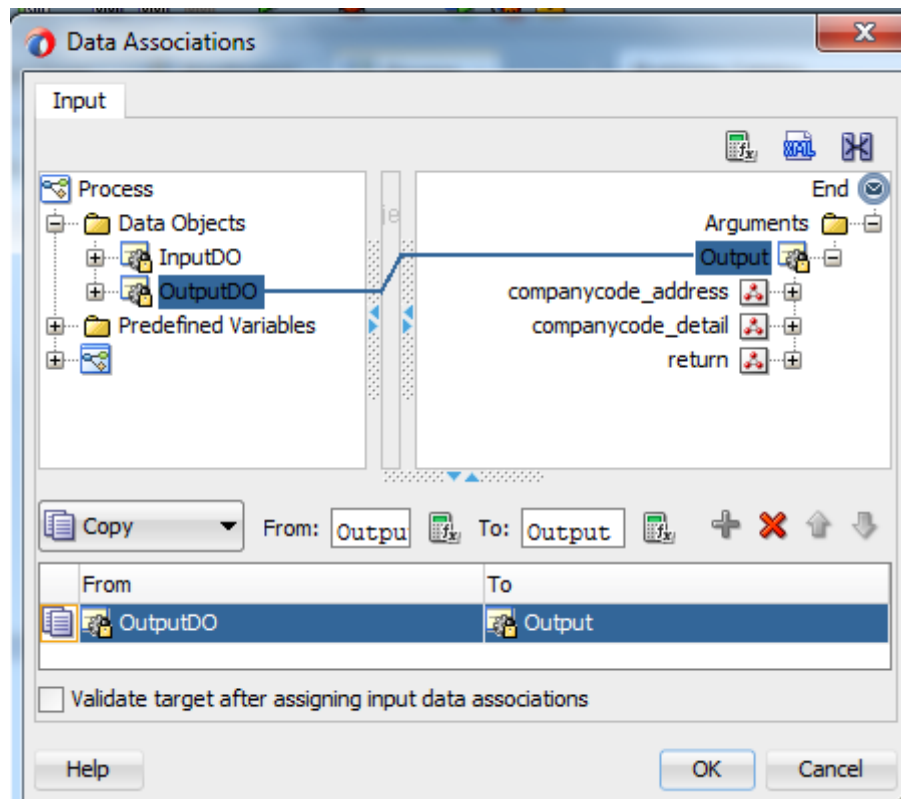 Data Associations
Input
Process
Data Objects
InputDO
OutputDO
Predefined Variables
End
Arguments
Output
companycode_address
companycode_detail
return
Copy From: Outpu To: Output
From To
OutputDO Output
Validate target after assigning input data associations
Help OK Cancel